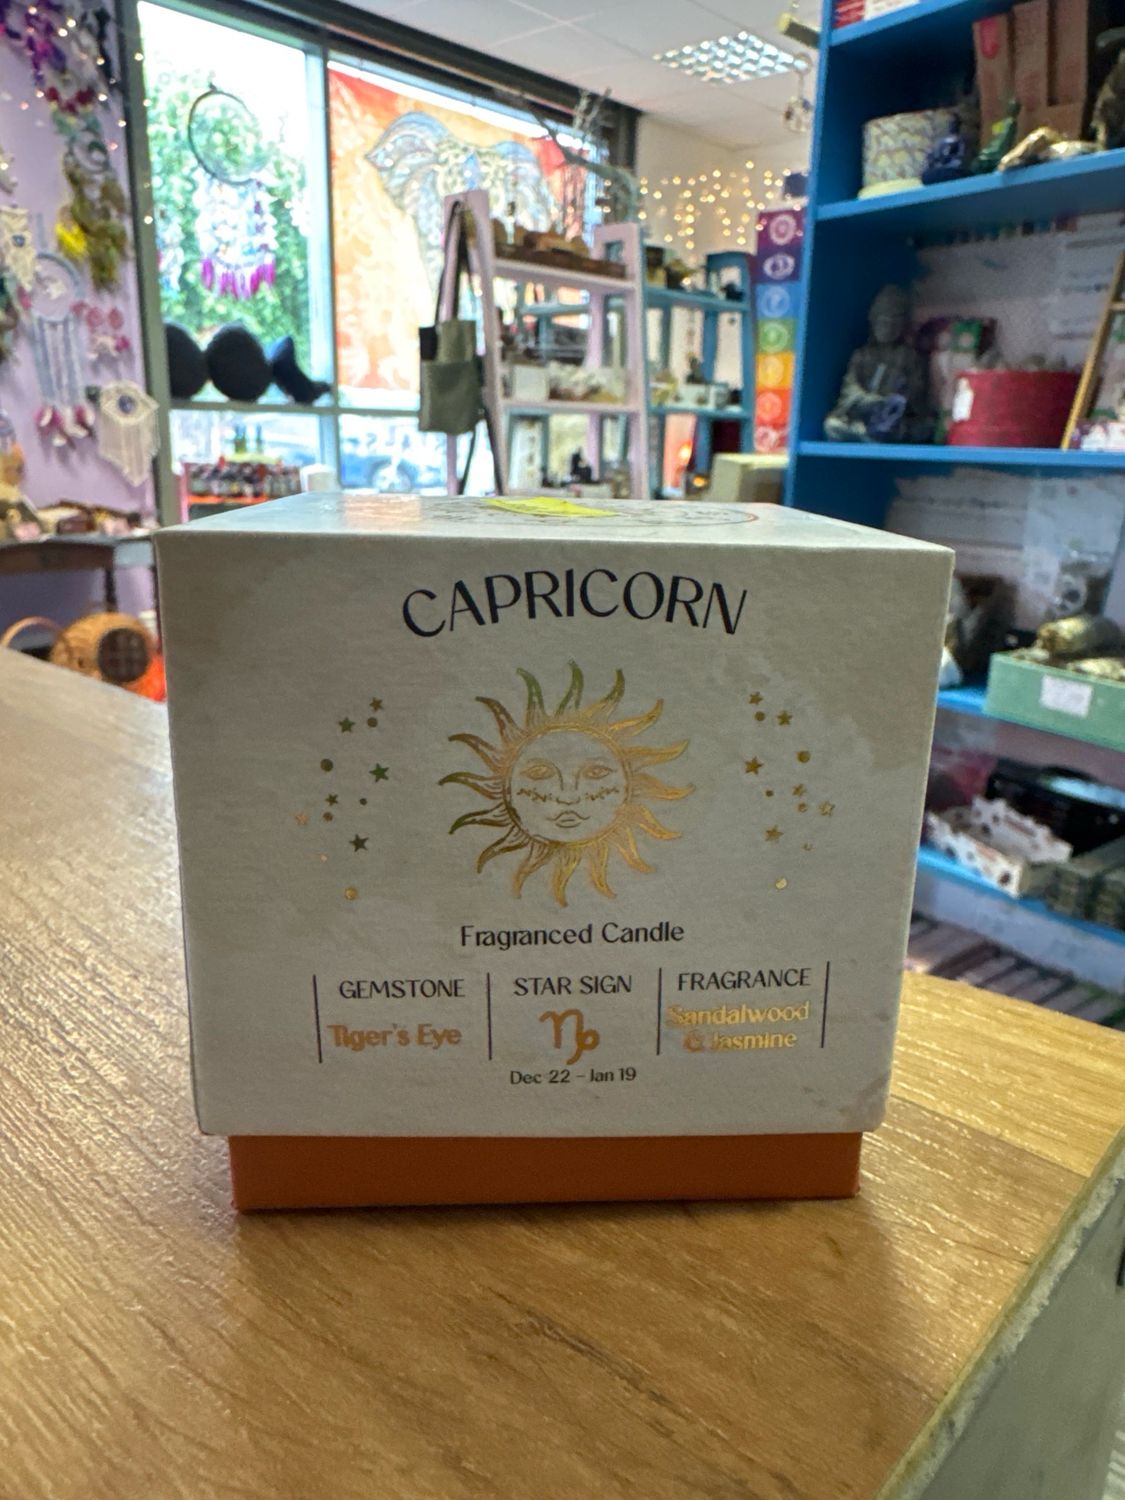 CAPRICORN
Fragranced Candle
GEMSTONE
Tiger's Eye
STAR SIGN
♑
Dec 22 - Jan 19
FRAGRANCE
Sandalwood
& Jasmine